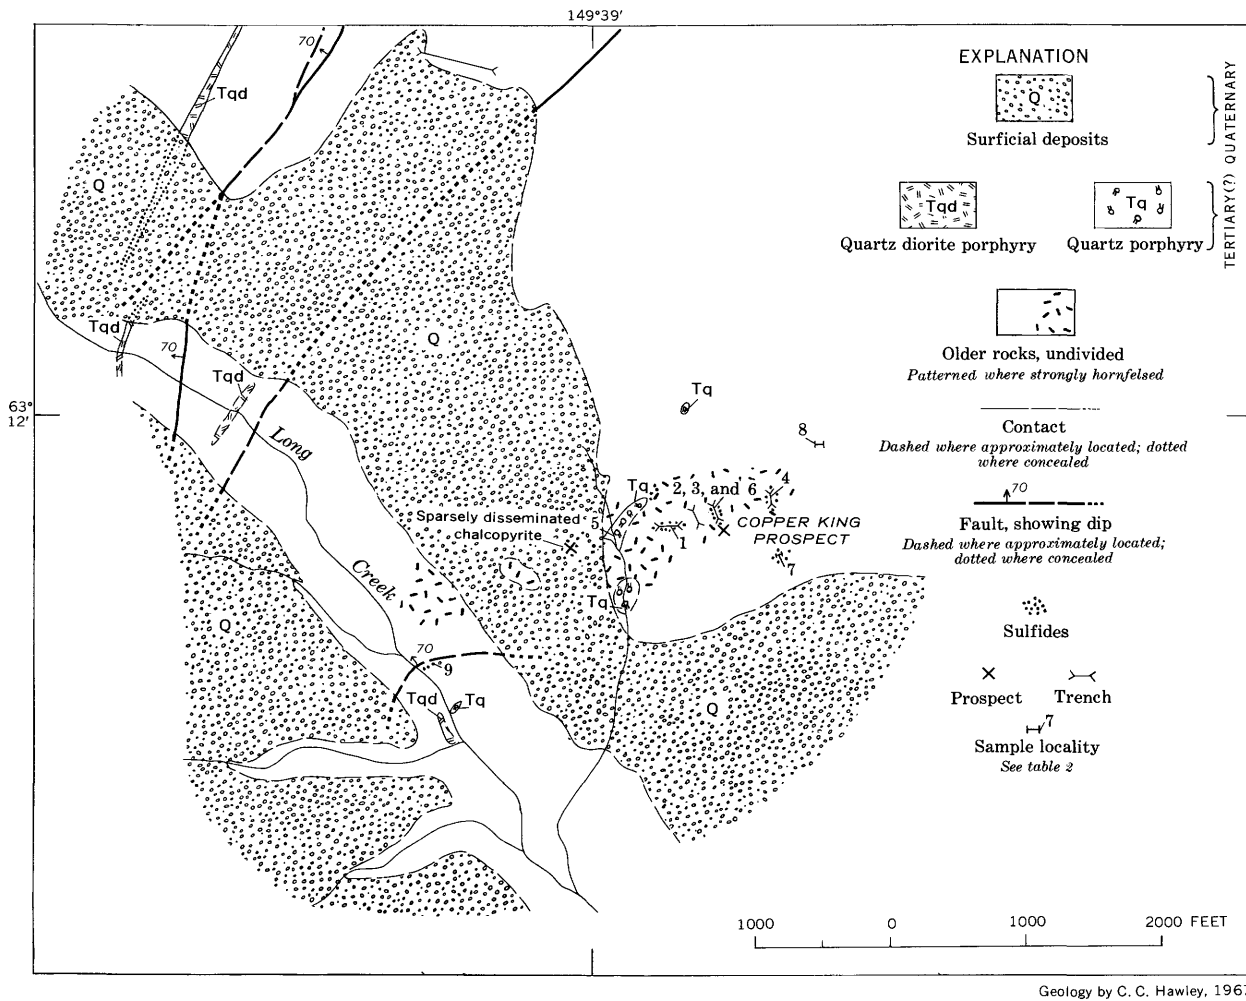 149°39'
70
Tqd
Q
Tqd
70
Tqd
Q
63°
12'
Long
Tq
8
Tq
2, 3, and 6
4
Sparsely disseminated
chalcopyrite
5
1
COPPER KING
PROSPECT
7
Creek
Tq
Q
70
9
Tqd
Tq
Q
EXPLANATION
Q
Surficial deposits
QUATERNARY
Tqd
Quartz diorite porphyry
Tq
Quartz porphyry
TERTIARY(?)
Older rocks, undivided
Patterned where strongly hornfelsed
Contact
Dashed where approximately located; dotted
where concealed
70
Fault, showing dip
Dashed where approximately located;
dotted where concealed
Sulfides
Prospect
Trench
7
Sample locality
See table 2
1000 0 1000 2000 FEET
Geology by C. C. Hawley, 1967